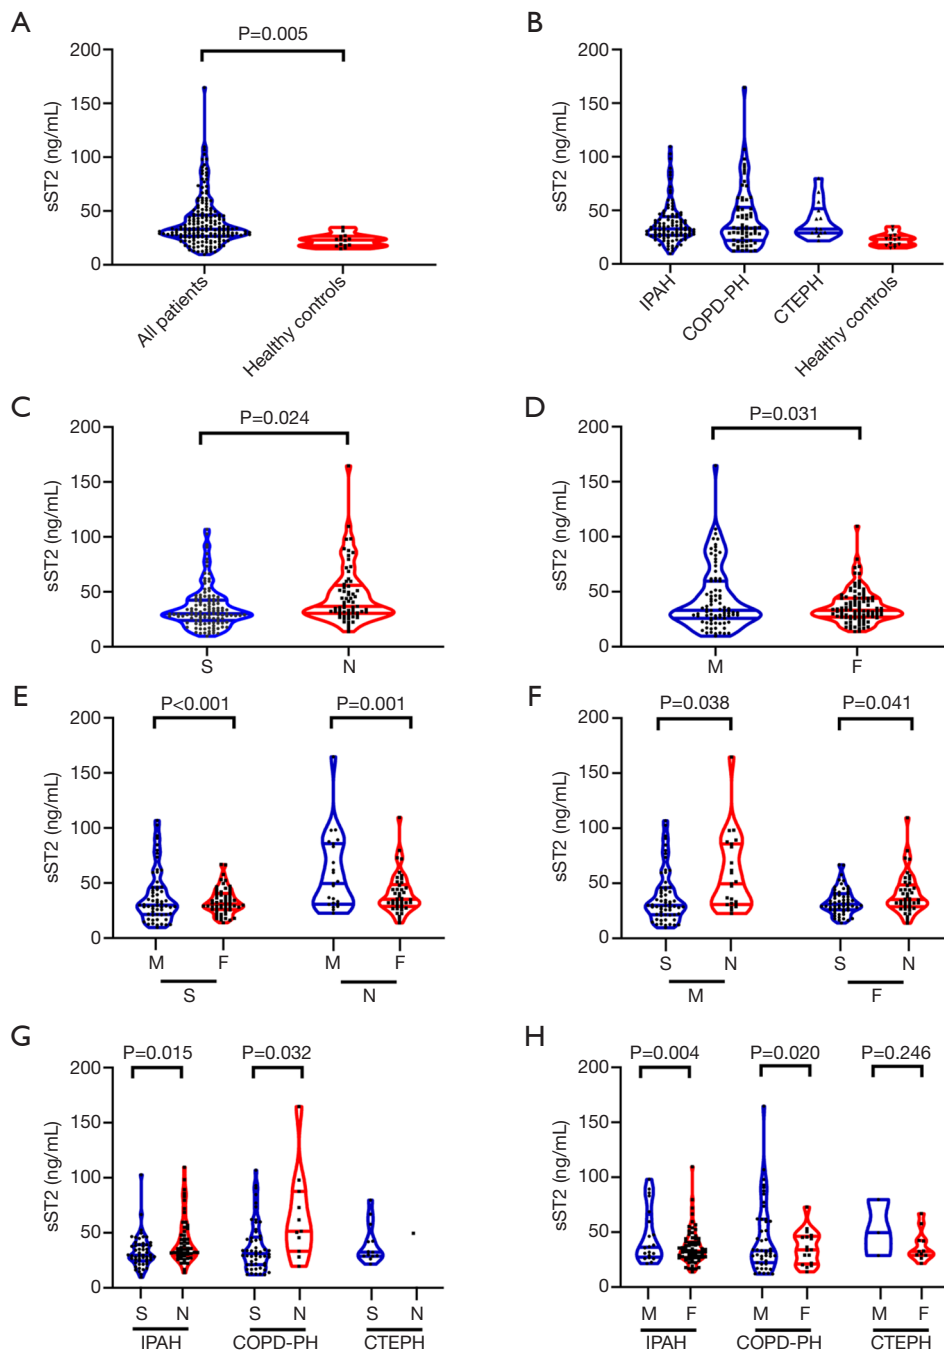 A
P=0.005
200
150
100
50
0
sST2 (ng/mL)
All patients
Healthy controls
B
200
150
100
50
0
sST2 (ng/mL)
IPAH
COPD-PH
CTEPH
Healthy controls
C
P=0.024
200
150
100
50
0
sST2 (ng/mL)
S N
D
P=0.031
200
150
100
50
0
sST2 (ng/mL)
M F
E
P<0.001 P=0.001
200
150
100
50
0
sST2 (ng/mL)
M F M F
S N
F
P=0.038 P=0.041
200
150
100
50
0
sST2 (ng/mL)
S N S N
M F
G
P=0.015 P=0.032
200
150
100
50
0
sST2 (ng/mL)
S N S N S N
IPAH COPD-PH CTEPH
H
P=0.004 P=0.020 P=0.246
200
150
100
50
0
sST2 (ng/mL)
M F M F M F
IPAH COPD-PH CTEPH